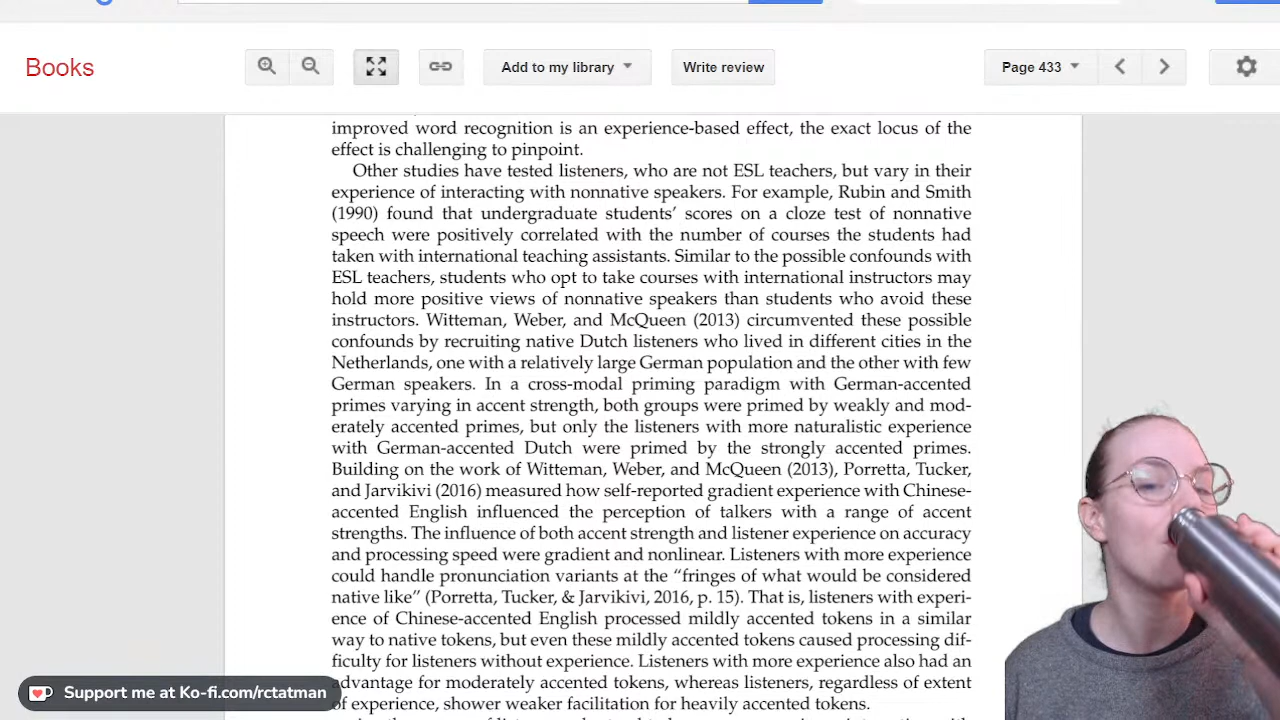 Books
Add to my library
Write review
Page 433
improved word recognition is an experience-based effect, the exact locus of the
effect is challenging to pinpoint.
Other studies have tested listeners, who are not ESL teachers, but vary in their
experience of interacting with nonnative speakers. For example, Rubin and Smith
(1990) found that undergraduate students' scores on a cloze test of nonnative
speech were positively correlated with the number of courses the students had
taken with international teaching assistants. Similar to the possible confounds with
ESL teachers, students who opt to take courses with international instructors may
hold more positive views of nonnative speakers than students who avoid these
instructors. Witteman, Weber, and McQueen (2013) circumvented these possible
confounds by recruiting native Dutch listeners who lived in different cities in the
Netherlands, one with a relatively large German population and the other with few
German speakers. In a cross-modal priming paradigm with German-accented
primes varying in accent strength, both groups were primed by weakly and mod-
erately accented primes, but only the listeners with more naturalistic experience
with German-accented Dutch were primed by the strongly accented primes.
Building on the work of Witteman, Weber, and McQueen (2013), Porretta, Tucker,
and Jarvikivi (2016) measured how self-reported gradient experience with Chinese-
accented English influenced the perception of talkers with a range of accent
strengths. The influence of both accent strength and listener experience on accuracy
and processing speed were gradient and nonlinear. Listeners with more experience
could handle pronunciation variants at the “fringes of what would be considered
native like” (Porretta, Tucker, & Jarvikivi, 2016, p. 15). That is, listeners with experi-
ence of Chinese-accented English processed mildly accented tokens in a similar
way to native tokens, but even these mildly accented tokens caused processing dif-
ficulty for listeners without experience. Listeners with more experience also had an
advantage for moderately accented tokens, whereas listeners, regardless of extent
of experience, shower weaker facilitation for heavily accented tokens.
Support me at Ko-fi.com/rctatman